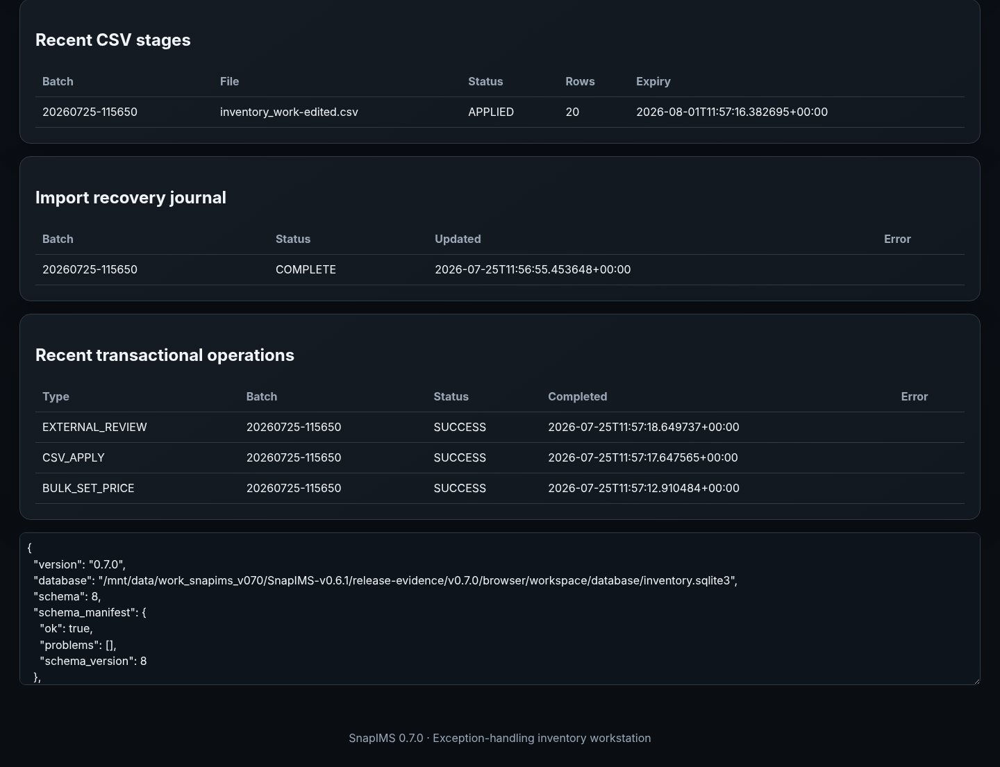 Recent CSV stages
Batch File Status Rows Expiry
20260725-115650 inventory_work-edited.csv APPLIED 20 2026-08-01T11:57:16.382695+00:00
Import recovery journal
Batch Status Updated Error
20260725-115650 COMPLETE 2026-07-25T11:56:55.453648+00:00
Recent transactional operations
Type Batch Status Completed Error
EXTERNAL_REVIEW 20260725-115650 SUCCESS 2026-07-25T11:57:18.649737+00:00
CSV_APPLY 20260725-115650 SUCCESS 2026-07-25T11:57:17.647565+00:00
BULK_SET_PRICE 20260725-115650 SUCCESS 2026-07-25T11:57:12.910484+00:00
{
"version": "0.7.0",
"database": "/mnt/data/work_snapims_v070/SnapIMS-v0.6.1/release-evidence/v0.7.0/browser/workspace/database/inventory.sqlite3",
"schema": 8,
"schema_manifest": {
"ok": true,
"problems": [],
"schema_version": 8
},
SnapIMS 0.7.0 · Exception-handling inventory workstation